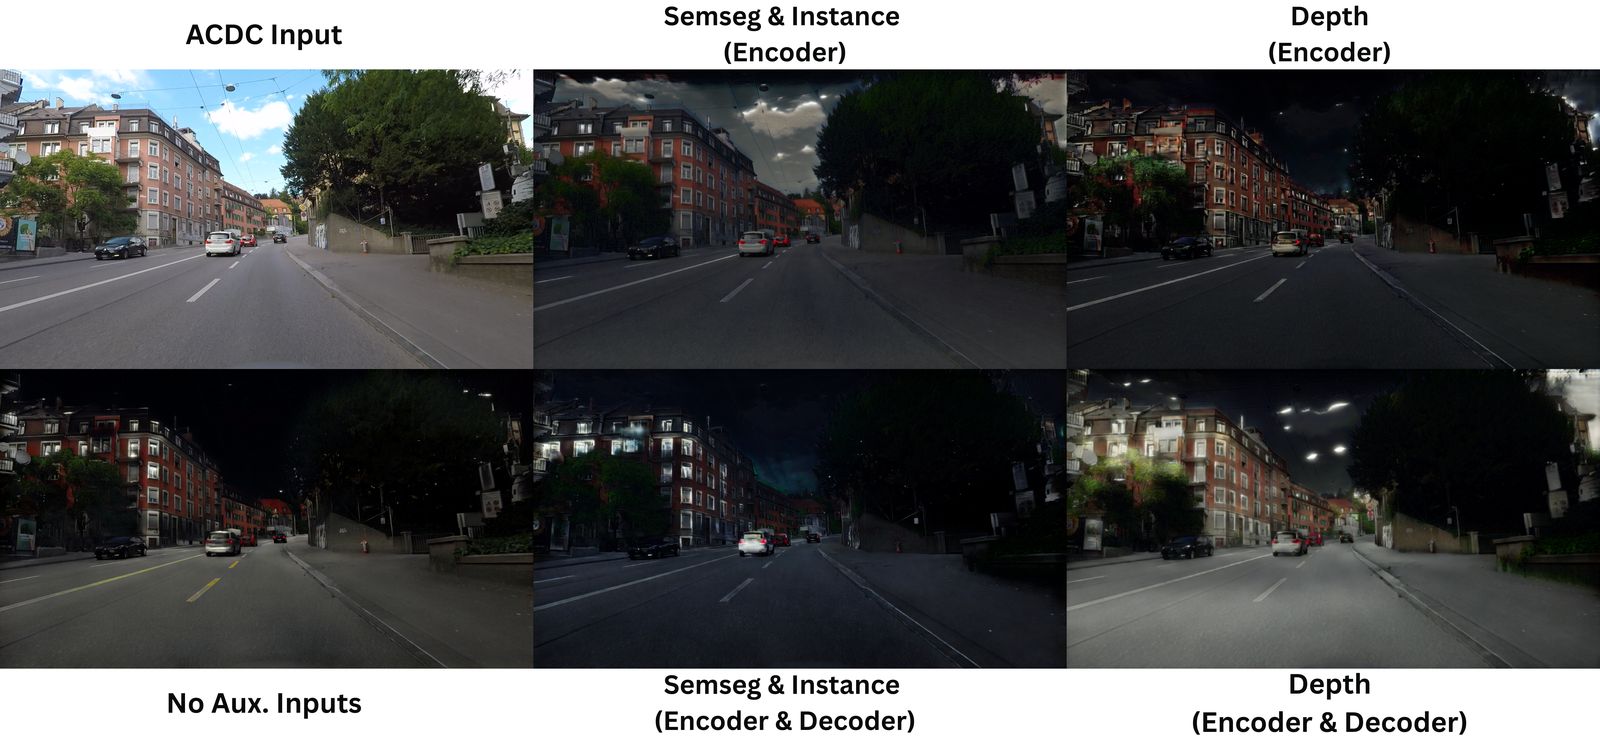 ACDC Input
Semseg & Instance
(Encoder)
Depth
(Encoder)
No Aux. Inputs
Semseg & Instance
(Encoder & Decoder)
Depth
(Encoder & Decoder)